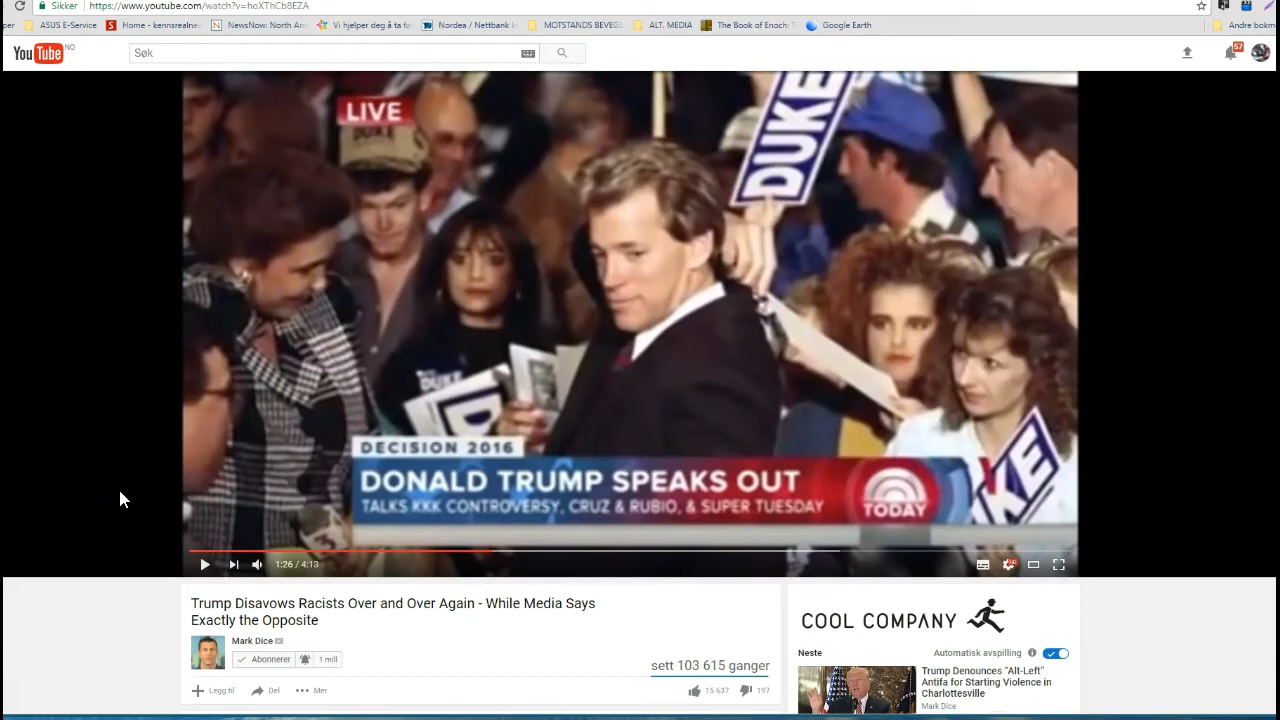 Sikker https://www.youtube.com/watch?v=hoXThCb8EZA
per ASUS E-Service Home - kennsrealne NewsNow: North Am Vi hjelper deg å ta fø Nordea / Nettbank I MOTSTANDS BEVEG ALT. MEDIA The Book of Enoch: T Google Earth Andre bokm
YouTube NO
Søk
57
LIVE
DUKE
DUKE
DUKE
D
KE
3
DECISION 2016
DONALD TRUMP SPEAKS OUT
TALKS KKK CONTROVERSY, CRUZ & RUBIO, & SUPER TUESDAY
TODAY
1:26 / 4:13
Trump Disavows Racists Over and Over Again - While Media Says
Exactly the Opposite
Mark Dice
Abonnerer 1 mill
sett 103 615 ganger
Legg til Del Mer
15 637 197
COOL COMPANY
Neste Automatisk avspilling
Trump Denounces "Alt-Left"
Antifa for Starting Violence in
Charlottesville
Mark Dice